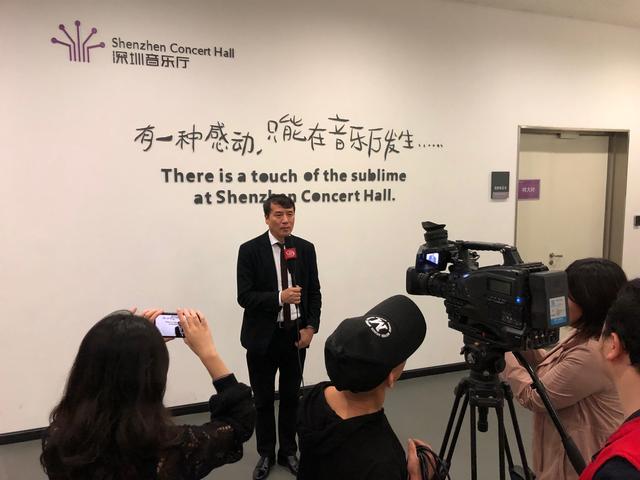 Shenzhen Concert Hall
深圳音乐厅
有一种感动，只能在音乐厅发生……
There is a touch of the sublime
at Shenzhen Concert Hall.